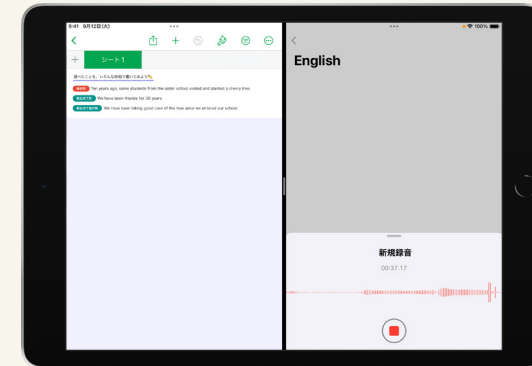 9:41 9月12日(火)
100%
シート1
調べたことを、いろんな時制で書いてみよう✏️
過去形 Ten years ago, some students from the sister school visited and planted a cherry tree.
現在完了形 We have been friends for 30 years.
現在完了進行形 We have been taking good care of the tree since we entered our school.
English
新規録音
00:37.17